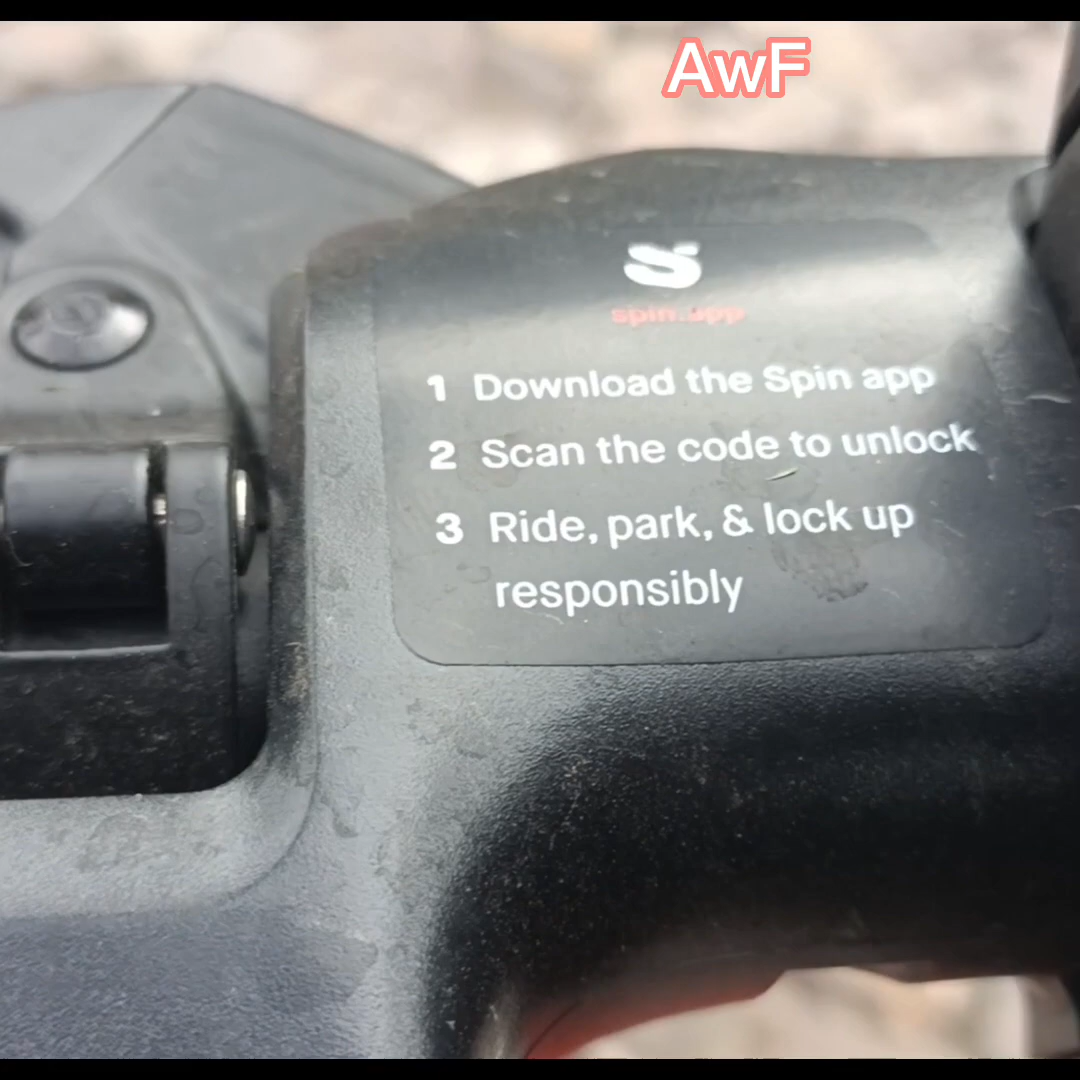 AwF
S
spin.app
1 Download the Spin app
2 Scan the code to unlock
3 Ride, park, & lock up
responsibly